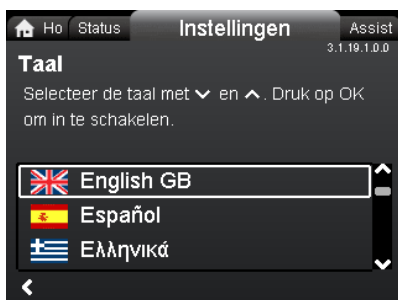 Ho Status Instellingen Assist
3.1.19.1.0.0
Taal
Selecteer de taal met en . Druk op OK
om in te schakelen.
English GB
Español
Ελληνικά